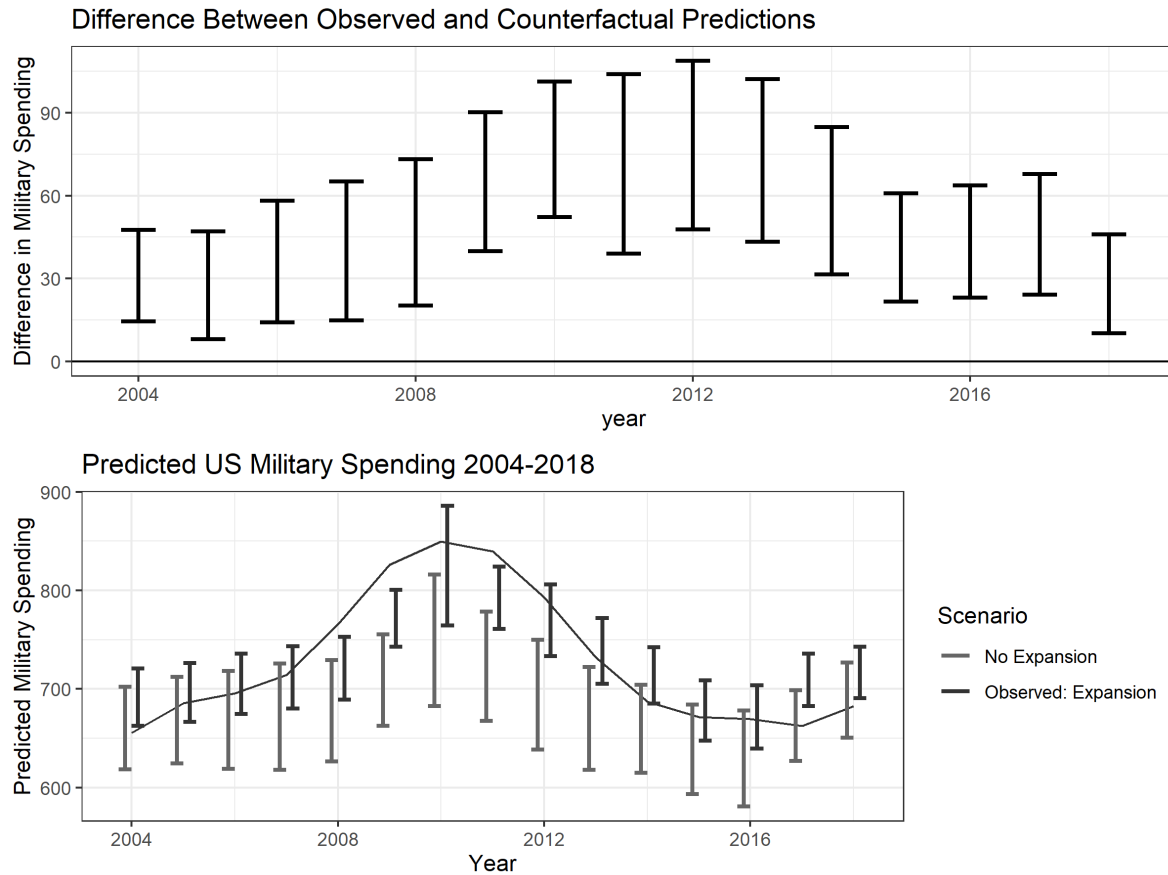 Difference Between Observed and Counterfactual Predictions
Difference in Military Spending
90
60
30
0
2004
2008
2012
2016
year
Predicted US Military Spending 2004-2018
Predicted Military Spending
900
800
700
600
2004
2008
2012
2016
Year
Scenario
No Expansion
Observed: Expansion